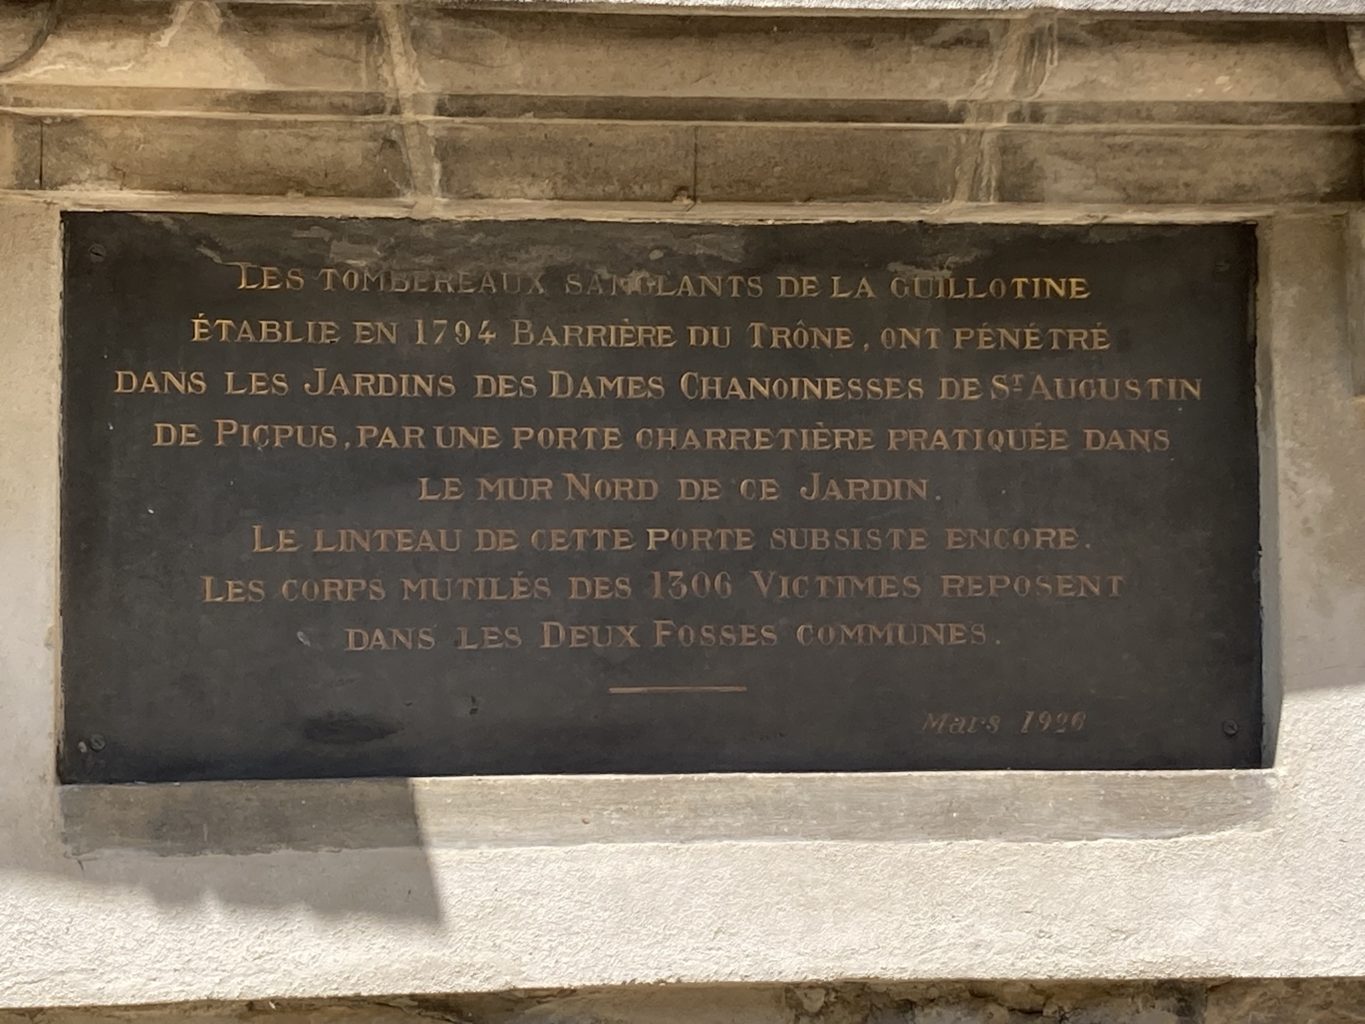 LES TOMBEREAUX SANGLANTS DE LA GUILLOTINE
ÉTABLIE EN 1794 BARRIÈRE DU TRÔNE, ONT PÉNÉTRÉ
DANS LES JARDINS DES DAMES CHANOINESSES DE ST AUGUSTIN
DE PICPUS, PAR UNE PORTE CHARRETIÈRE PRATIQUÉE DANS
LE MUR NORD DE CE JARDIN.
LE LINTEAU DE CETTE PORTE SUBSISTE ENCORE.
LES CORPS MUTILÉS DES 1306 VICTIMES REPOSENT
DANS LES DEUX FOSSES COMMUNES.
Mars 1926